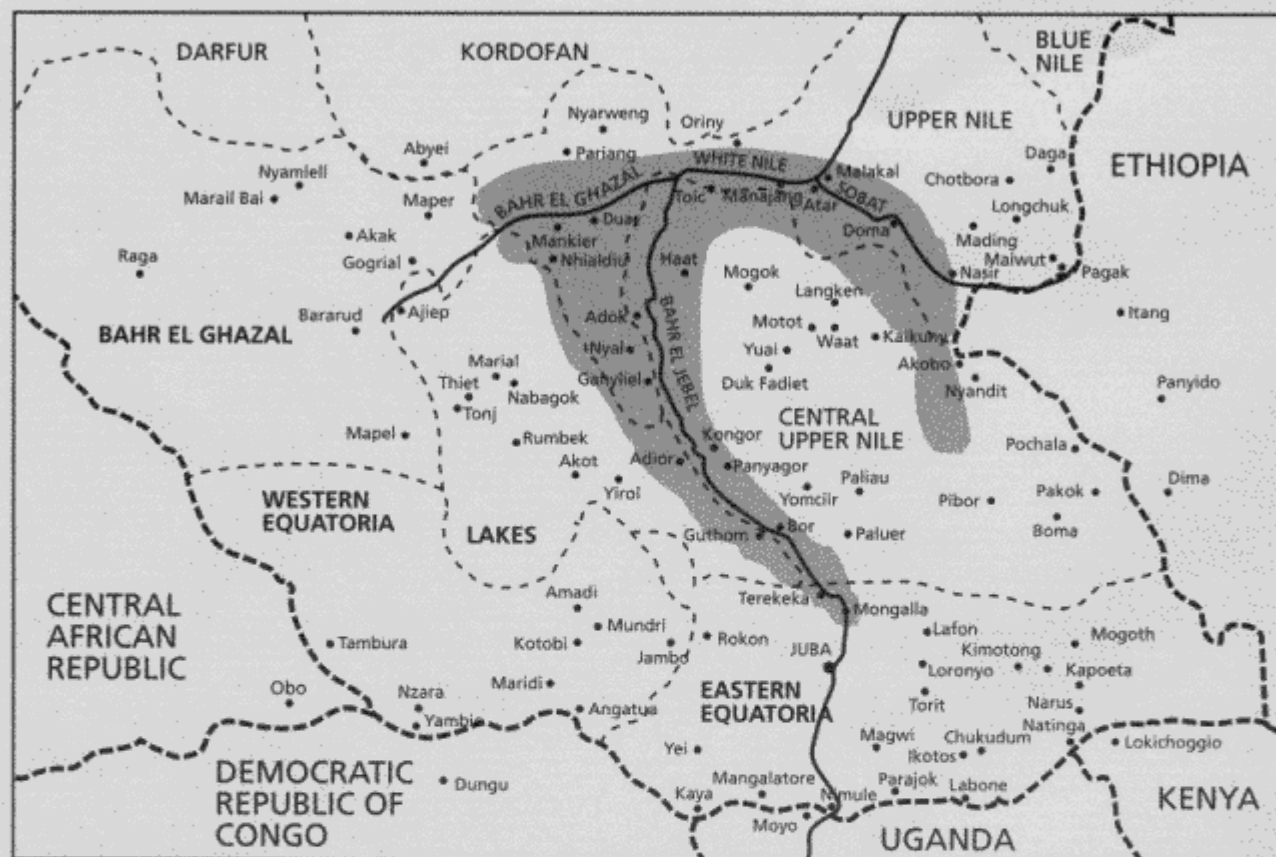 DARFUR
KORDOFAN
BLUE
NILE
Nyarweng
Oriny
UPPER NILE
Abyei
Pariang
WHITE NILE
Daga
ETHIOPIA
Nyamlell
Malakal
Chotbora
Marail Bai
Maper
BAHR EL GHAZAL
Toic
Manajang
Atar
SOBAT
Longchuk
Duar
Akak
Mankier
Doma
Mading
Raga
Gogrial
Nhialdiu
Haat
Mogok
Nasir
Malwut
Pagak
Langken
Bararud
Ajiep
Adok
BAHR EL JEBEL
Motot
Waat
Itang
BAHR EL GHAZAL
Nyal
Yuai
Kaikuny
Marial
Akobo
Thiet
Nabagok
Ganyliel
Duk Fadiet
Nyandit
Panyido
Tonj
CENTRAL
UPPER NILE
Mapel
Rumbek
Kongor
Pochala
Akot
Adior
Panyagor
WESTERN
EQUATORIA
Yirol
Yomciir
Paliau
Pibor
Pakok
Dima
LAKES
Guthom
Bor
Paluer
Boma
CENTRAL
AFRICAN
REPUBLIC
Amadi
Terekeka
Mongalla
Mundri
Rokon
Lafon
Mogoth
Tambura
Kotobi
Jambo
JUBA
Kimotong
Loronyo
Kapoeta
Obo
Nzara
Maridi
EASTERN
EQUATORIA
Torit
Narus
Yambio
Angatua
Natinga
Yei
Magwi
Chukudum
Lokichoggio
Ikotos
DEMOCRATIC
REPUBLIC OF
CONGO
Dungu
Mangalatore
Parajok
Labone
Kaya
Nimule
KENYA
Moyo
UGANDA